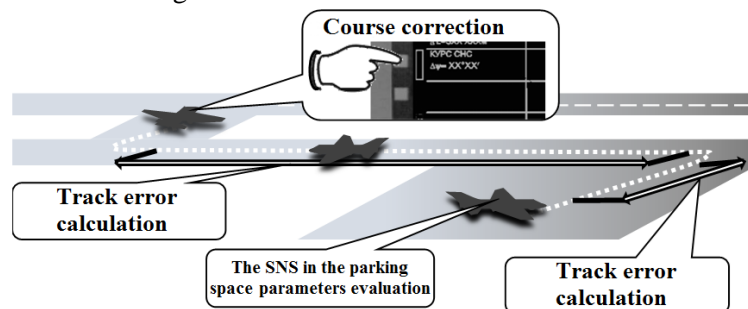 Course correction
КУРС СНС
Δψ= XX°XX′
Track error
calculation
The SNS in the parking
space parameters evaluation
Track error
calculation